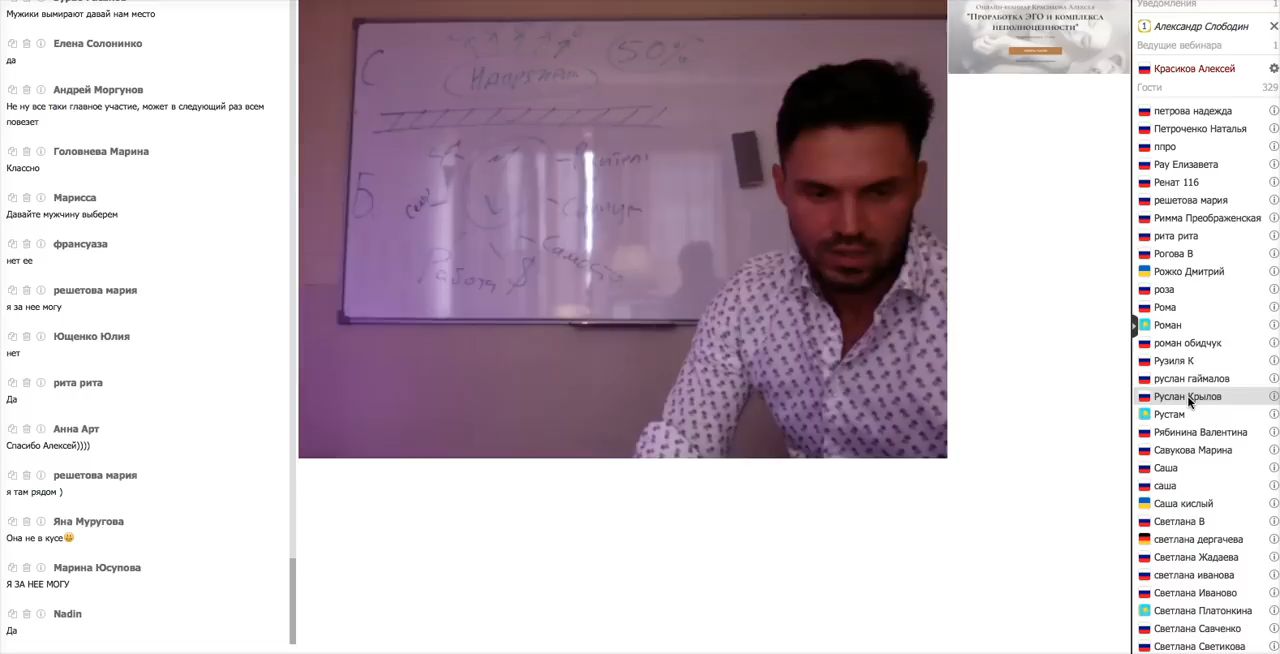 Мужики вымирают давай нам место
Елена Солонинко
да
Андрей Моргунов
Не ну все таки главное участие, может в следующий раз всем
повезет
Головнева Марина
Классно
Марисса
Давайте мужчину выберем
франсуаза
нет ее
решетова мария
я за нее могу
Ющенко Юлия
нет
рита рита
Да
Анна Арт
Спасибо Алексей))))
решетова мария
я там рядом )
Яна Муругова
Она не в кусе😀
Марина Юсупова
Я ЗА НЕЕ МОГУ
Nadin
Да
С
50%
Б
Онлайн-вебинар Красикова Алексея
"Проработка ЭГО и комплекса
неполноценности"
Уведомления 1
1 Александр Слободин
Ведущие вебинара 1
Красиков Алексей
Гости 329
петрова надежда
Петроченко Наталья
ппро
Рау Елизавета
Ренат 116
решетова мария
Римма Преображенская
рита рита
Рогова В
Рожко Дмитрий
роза
Рома
Роман
роман обидчук
Рузиля К
руслан гаймалов
Руслан Крылов
Рустам
Рябинина Валентина
Савукова Марина
Саша
саша
Саша кислый
Светлана В
светлана дергачева
Светлана Жадаева
светлана иванова
Светлана Иваново
Светлана Платонкина
Светлана Савченко
Светлана Светикова